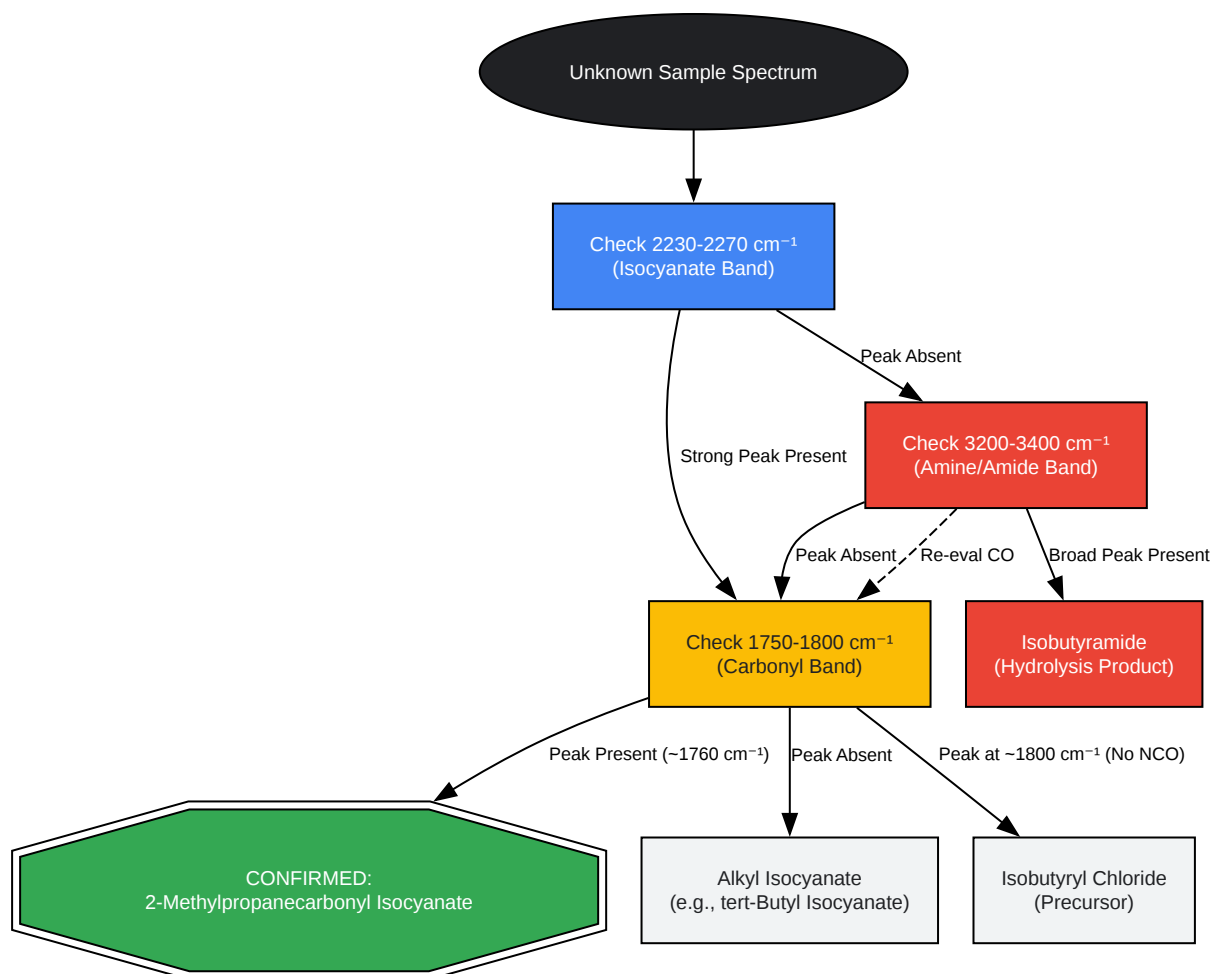 Unknown Sample Spectrum
Check 2230-2270 cm⁻¹
(Isocyanate Band)
Peak Absent
Check 3200-3400 cm⁻¹
(Amine/Amide Band)
Strong Peak Present
Peak Absent
Re-eval CO
Broad Peak Present
Check 1750-1800 cm⁻¹
(Carbonyl Band)
Isobutyramide
(Hydrolysis Product)
Peak Present (~1760 cm⁻¹)
Peak Absent
Peak at ~1800 cm⁻¹ (No NCO)
CONFIRMED:
2-Methylpropanecarbonyl Isocyanate
Alkyl Isocyanate
(e.g., tert-Butyl Isocyanate)
Isobutyryl Chloride
(Precursor)